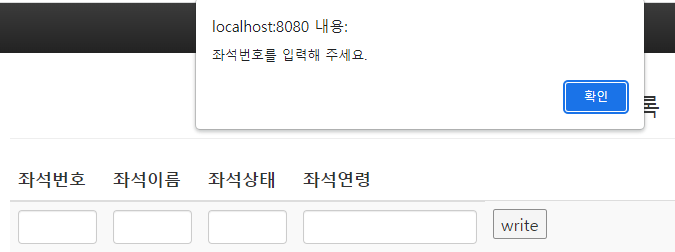 localhost:8080 내용:
좌석번호를 입력해 주세요.
확인
록
좌석번호 좌석이름 좌석상태 좌석연령
write